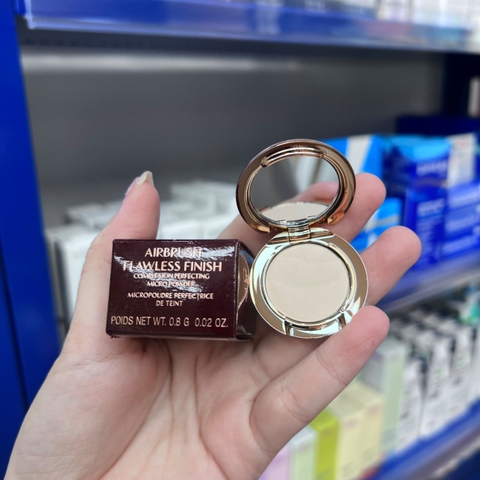 AIRBRUSH
FLAWLESS FINISH
COMPLEXION PERFECTING
MICRO POWDER
MICROPOUDRE PERFECTRICE
DE TEINT
POIDS NET WT. 0.8 G 0.02 OZ.